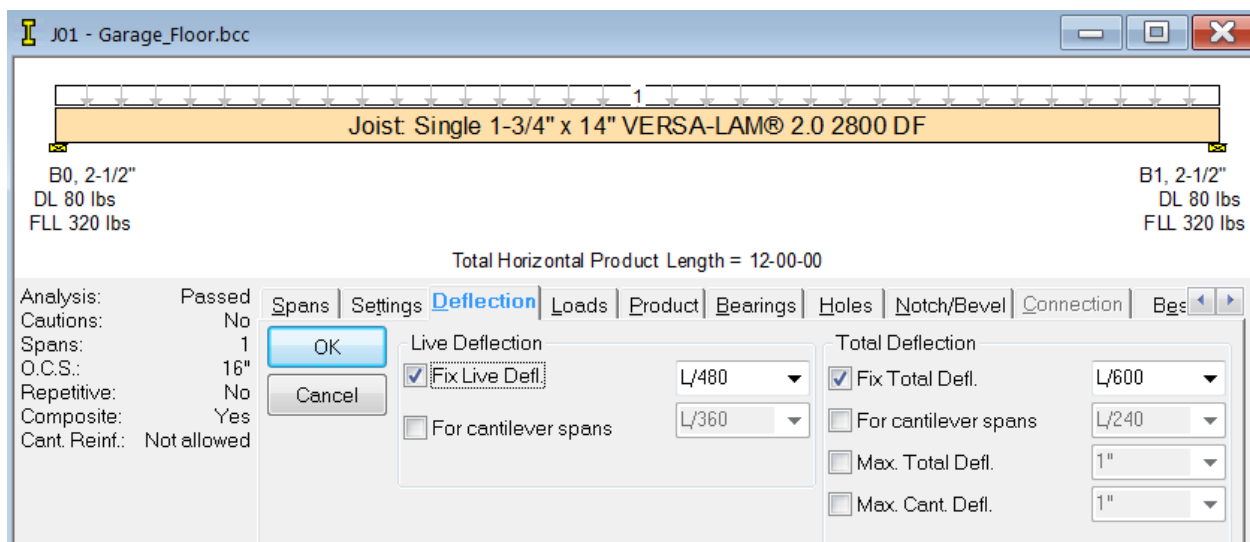 J01 - Garage_Floor.bcc
1
Joist: Single 1-3/4" x 14" VERSA-LAM® 2.0 2800 DF
B0, 2-1/2"
DL 80 lbs
FLL 320 lbs
B1, 2-1/2"
DL 80 lbs
FLL 320 lbs
Total Horizontal Product Length = 12-00-00
Analysis: Passed
Cautions: No
Spans: 1
O.C.S.: 16"
Repetitive: No
Composite: Yes
Cant. Reinf.: Not allowed
Spans Settings Deflection Loads Product Bearings Holes Notch/Bevel Connection Bes
OK
Cancel
Live Deflection
Fix Live Defl. L/480
For cantilever spans L/360
Total Deflection
Fix Total Defl. L/600
For cantilever spans L/240
Max. Total Defl. 1"
Max. Cant. Defl. 1"